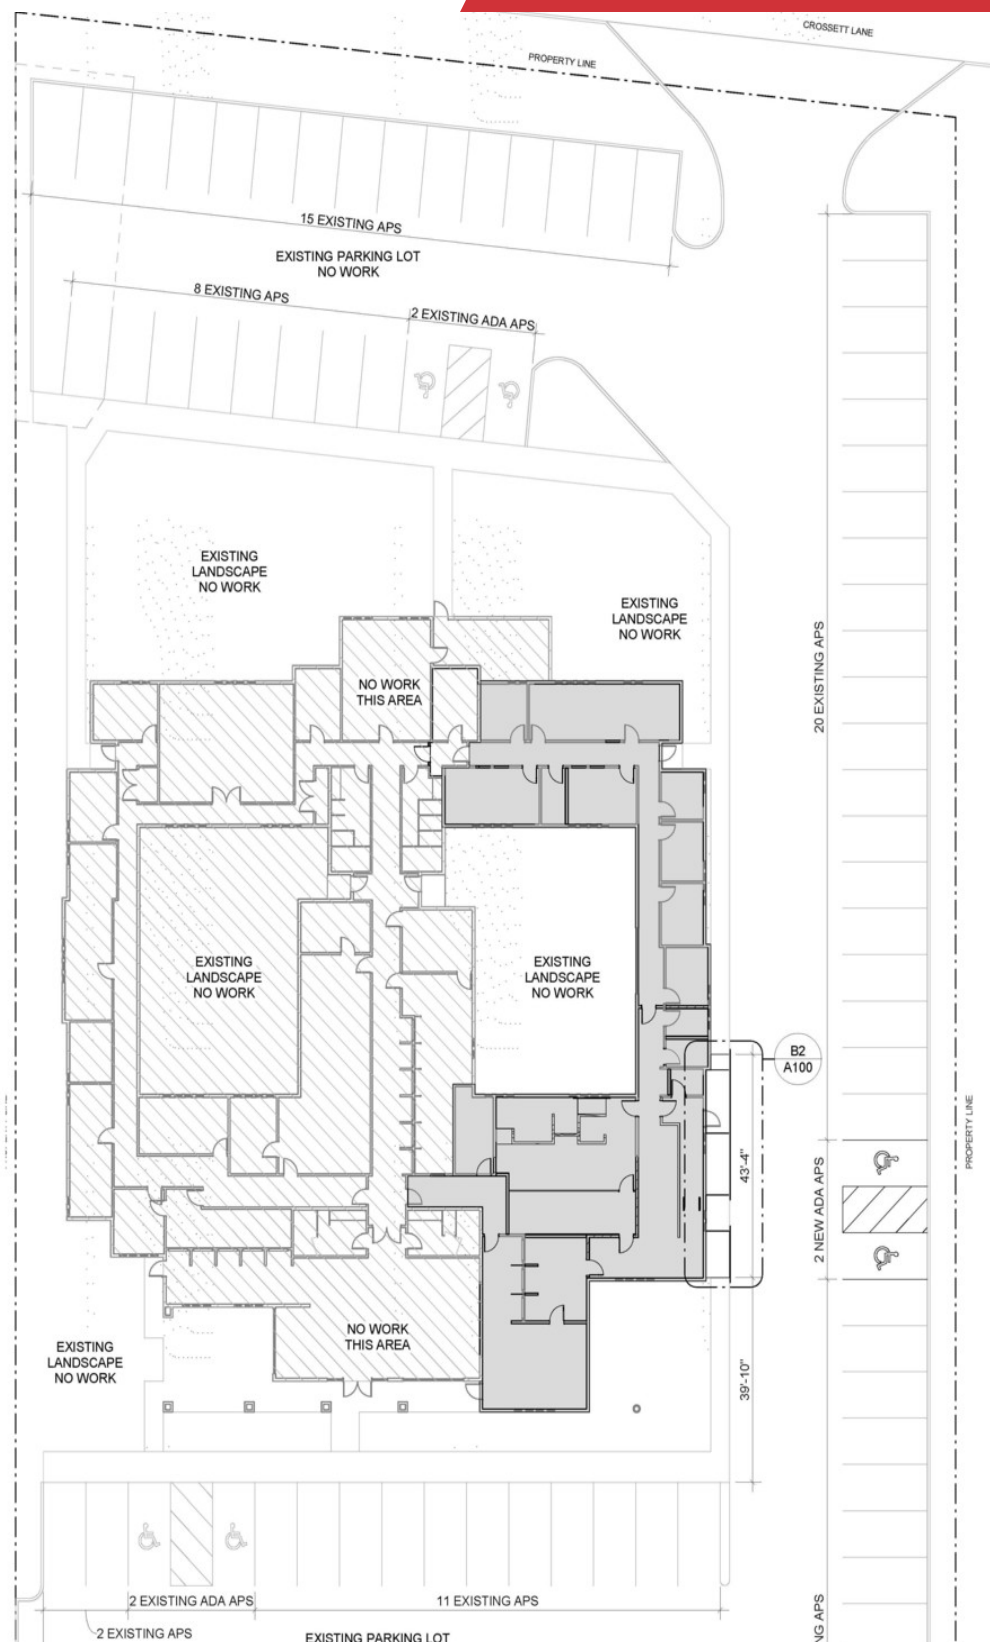 CROSSETT LANE
PROPERTY LINE
15 EXISTING APS
EXISTING PARKING LOT
NO WORK
8 EXISTING APS
2 EXISTING ADA APS
EXISTING
LANDSCAPE
NO WORK
EXISTING
LANDSCAPE
NO WORK
20 EXISTING APS
NO WORK
THIS AREA
EXISTING
LANDSCAPE
NO WORK
EXISTING
LANDSCAPE
NO WORK
B2
A100
PROPERTY LINE
43'-4"
2 NEW ADA APS
NO WORK
THIS AREA
EXISTING
LANDSCAPE
NO WORK
39'-10"
2 EXISTING ADA APS
11 EXISTING APS
2 EXISTING APS
EXISTING PARKING LOT
NG APS